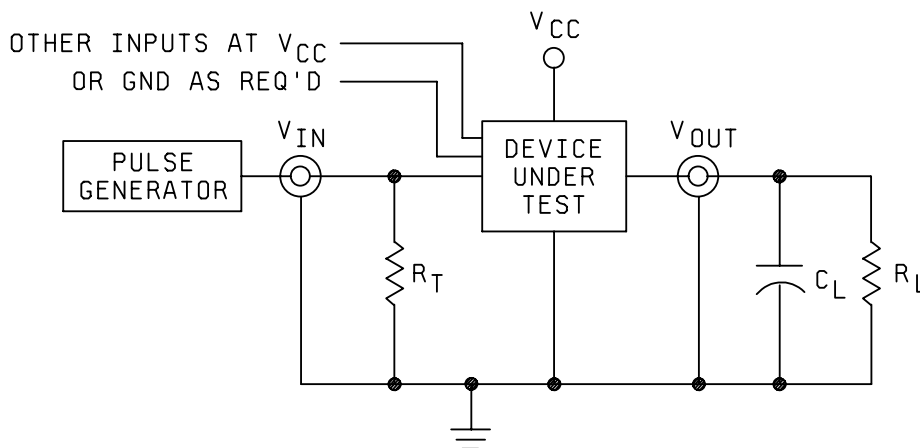 OTHER INPUTS AT VCC
OR GND AS REQ'D
VCC
PULSE
GENERATOR
VIN
DEVICE
UNDER
TEST
VOUT
RT
CL
RL